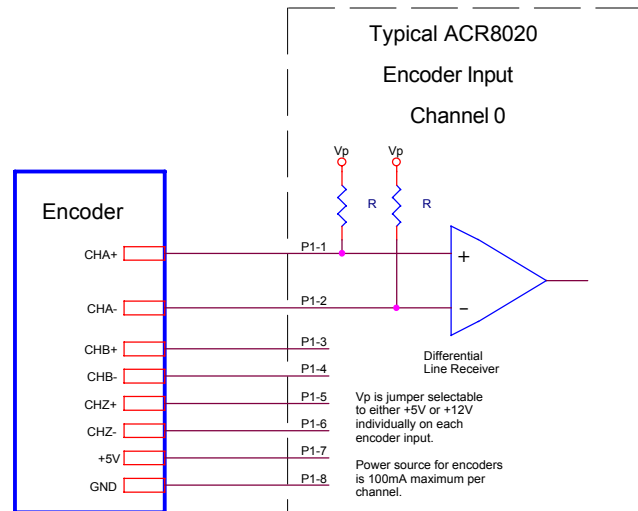 Typical ACR8020
Encoder Input
Channel 0
Vp
Vp
R
R
Encoder
CHA+
P1-1
+
CHA-
P1-2
−
CHB+
P1-3
Differential
Line Receiver
CHB-
P1-4
CHZ+
P1-5
CHZ-
P1-6
+5V
P1-7
GND
P1-8
Vp is jumper selectable
to either +5V or +12V
individually on each
encoder input.
Power source for encoders
is 100mA maximum per
channel.